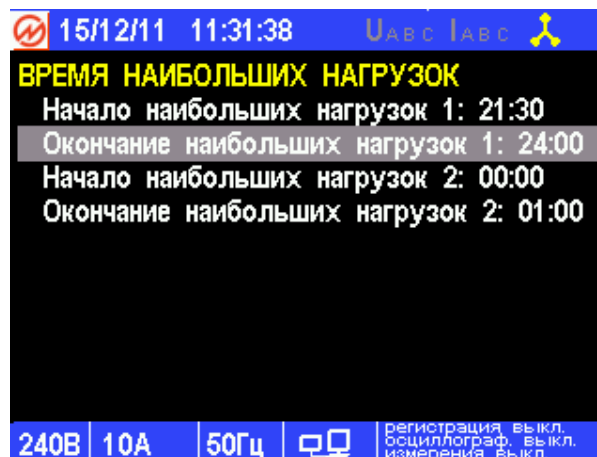 15/12/11 11:31:38 UABC IABC
ВРЕМЯ НАИБОЛЬШИХ НАГРУЗОК
Начало наибольших нагрузок 1: 21:30
Окончание наибольших нагрузок 1: 24:00
Начало наибольших нагрузок 2: 00:00
Окончание наибольших нагрузок 2: 01:00
240В 10А 50Гц
регистрация выкл.
осциллограф. выкл.
измерения выкл